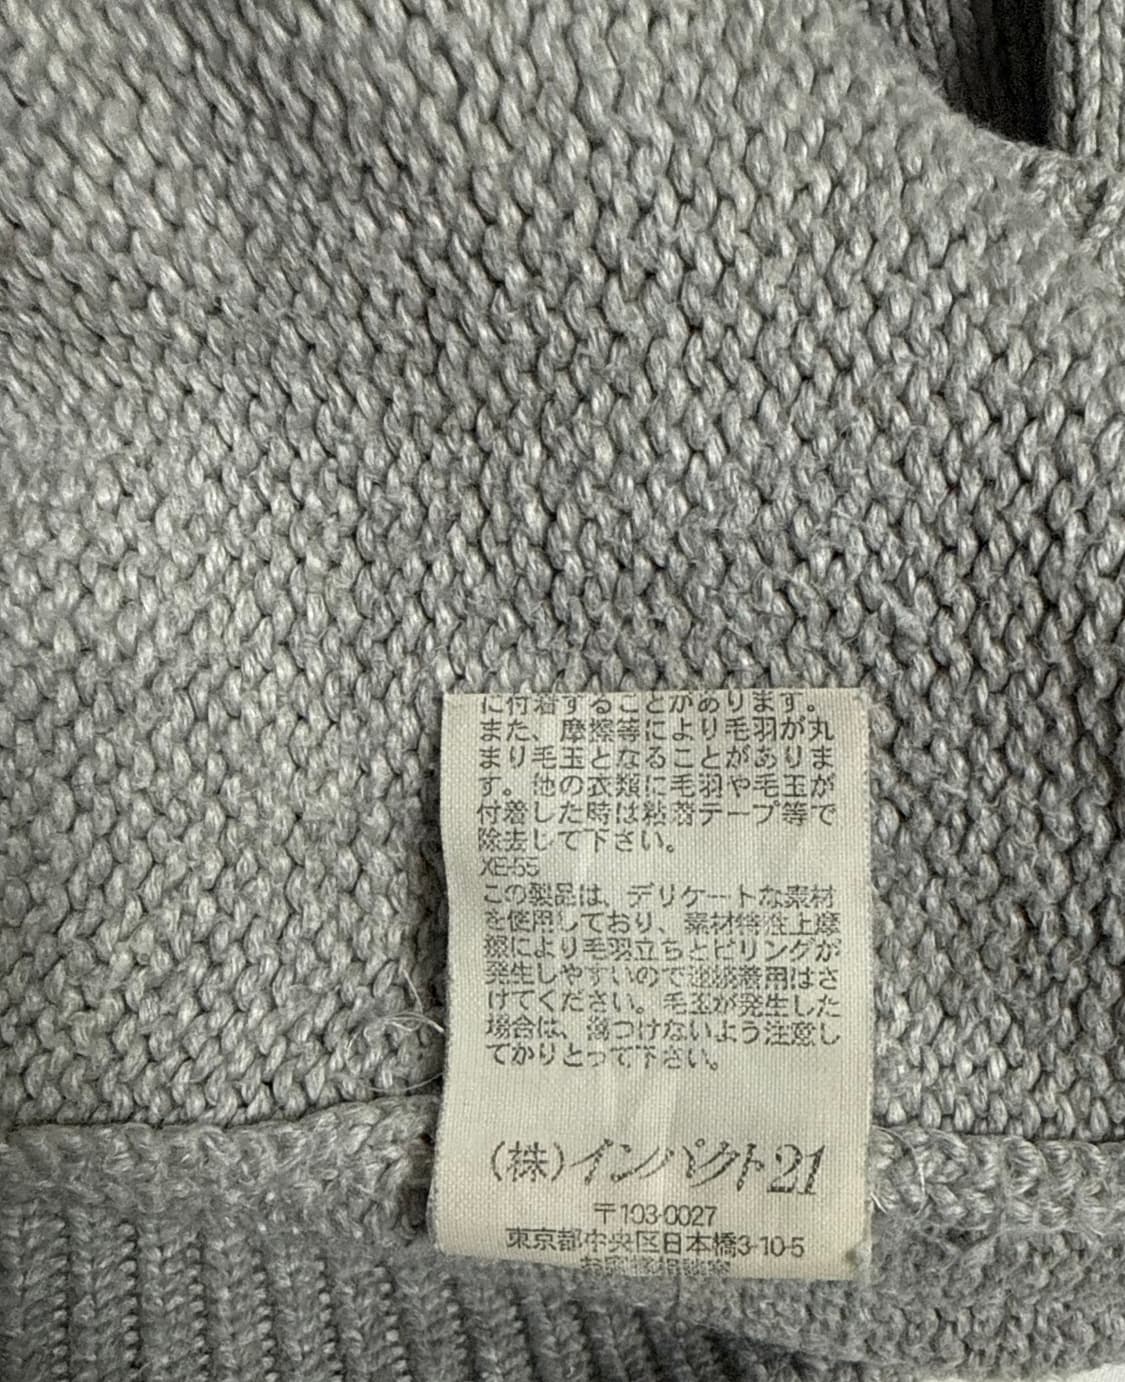 に付着することがあります。
また、摩擦等により毛羽が丸
まり毛玉となることがありま
す。他の衣類に毛羽や毛玉が
付着した時は粘着テープ等で
除去して下さい。
XE-55
この製品は、デリケートな素材
を使用しており、素材特性上摩
擦により毛羽立ちとピリングが
発生しやすいので連続着用はさ
けてください。毛玉が発生した
場合は、傷つけないよう注意し
てかりとって下さい。
(株)インパクト21
〒103-0027
東京都中央区日本橋3-10-5
お客様相談室